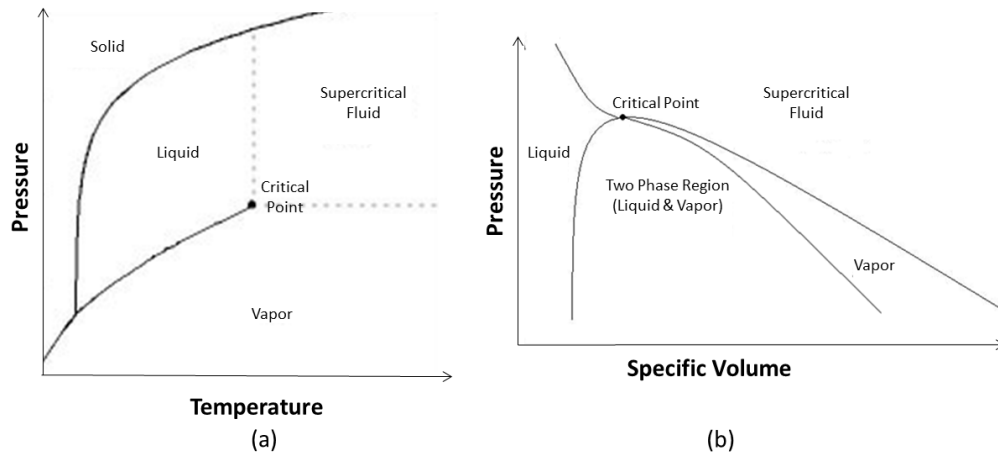 Solid
Supercritical
Fluid
Liquid
Critical
Point
Vapor
Pressure
Temperature
(a)
Critical Point
Supercritical
Fluid
Liquid
Two Phase Region
(Liquid & Vapor)
Vapor
Pressure
Specific Volume
(b)